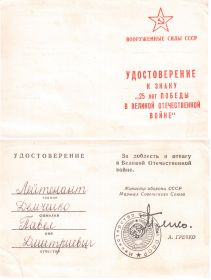 ВООРУЖЕННЫЕ СИЛЫ СССР
УДОСТОВЕРЕНИЕ
К ЗНАКУ
„25 лет ПОБЕДЫ
В ВЕЛИКОЙ ОТЕЧЕСТВЕННОЙ
ВОЙНЕ"
УДОСТОВЕРЕНИЕ
Лейтенант
звание
Демченко
фамилия
Павел
имя
Дмитриевич
отчество
За доблесть и отвагу
в Великой Отечественной
войне.
Министр обороны СССР
Маршал Советского Союза
А. ГРЕЧКО